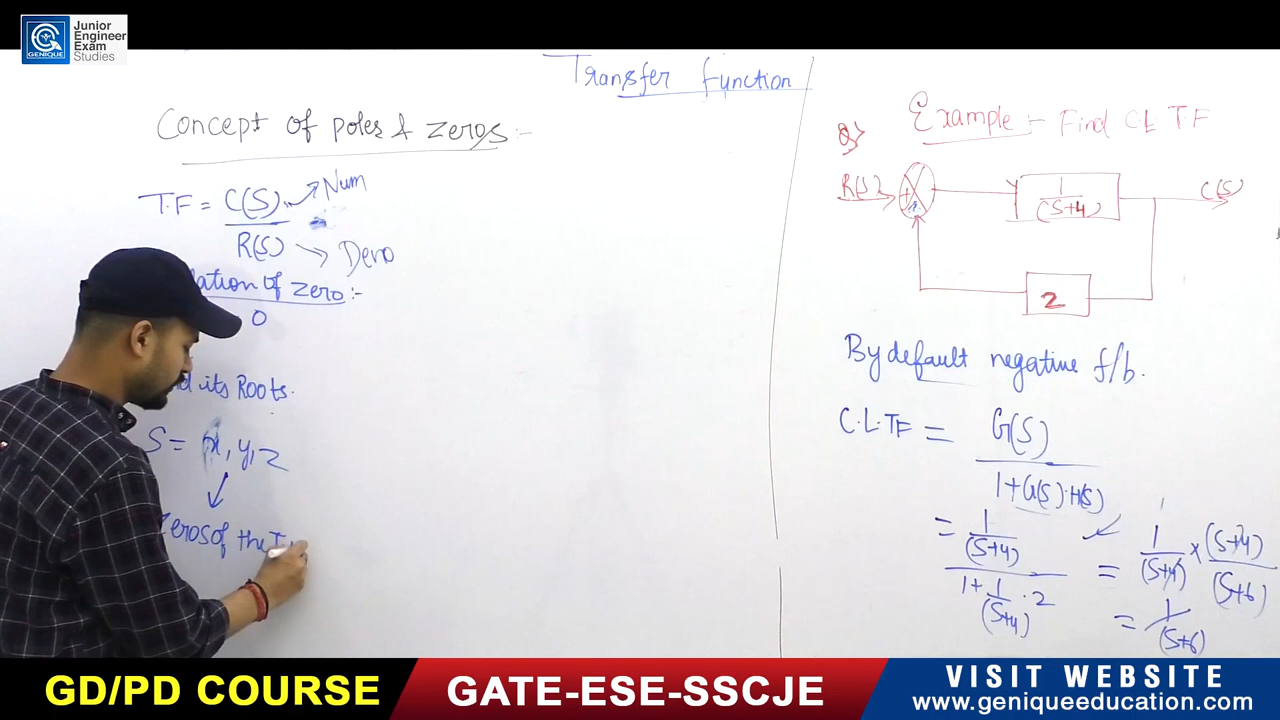 GENIQUE
Junior
Engineer
Exam
Studies
Transfer function
Concept of poles & zeros:-
T.F = C(S) → Num
R(S) → Deno
lation of zero:-
0
d its Roots.
S = x, y, z
Zeros of the T
Q>
Example:- Find C L T F
R(S)
+
1
(S+4)
C(S)
2
By default negative f/b.
C.L.TF = G(S)
1+G(S)·H(S)
= 1
(S+4)
1+ 1 · 2
(S+4)
= 1 × (S+4)
(S+4) (S+6)
= 1
(S+6)
GD/PD COURSE
GATE-ESE-SSCJE
VISIT WEBSITE
www.geniqueeducation.com